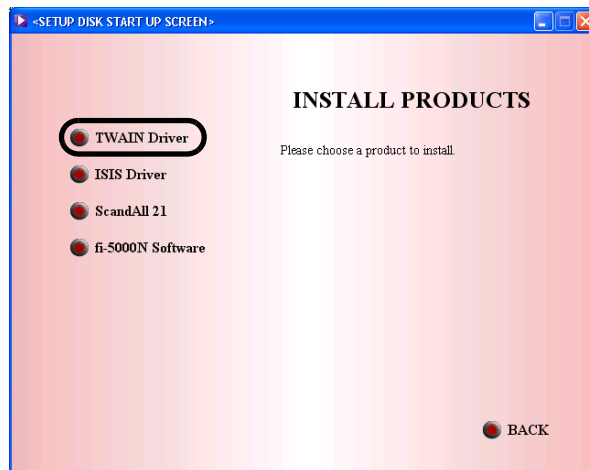 <SETUP DISK START UP SCREEN>
INSTALL PRODUCTS
Please choose a product to install.
TWAIN Driver
ISIS Driver
ScandAll 21
fi-5000N Software
BACK